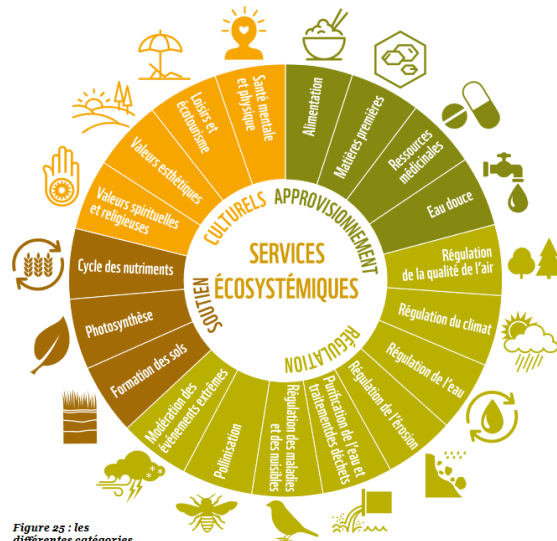 SERVICES
ÉCOSYSTÉMIQUES
CULTURELS
APPROVISIONNEMENT
RÉGULATION
SOUTIEN
Alimentation
Matières premières
Ressources
médicinales
Eau douce
Régulation
de la qualité de l'air
Régulation du climat
Régulation de l'eau
Régulation de l'érosion
Purification de l'eau et
traitementdes déchets
Régulation des maladies
et des nuisibles
Pollinisation
Modération des
événements extrêmes
Formation des sols
Photosynthèse
Cycle des nutriments
Valeurs spirituelles
et religieuses
Valeurs esthétiques
Loisirs et
écotourisme
Santé mentale
et physique
Figure 25 : les
différentes catégories